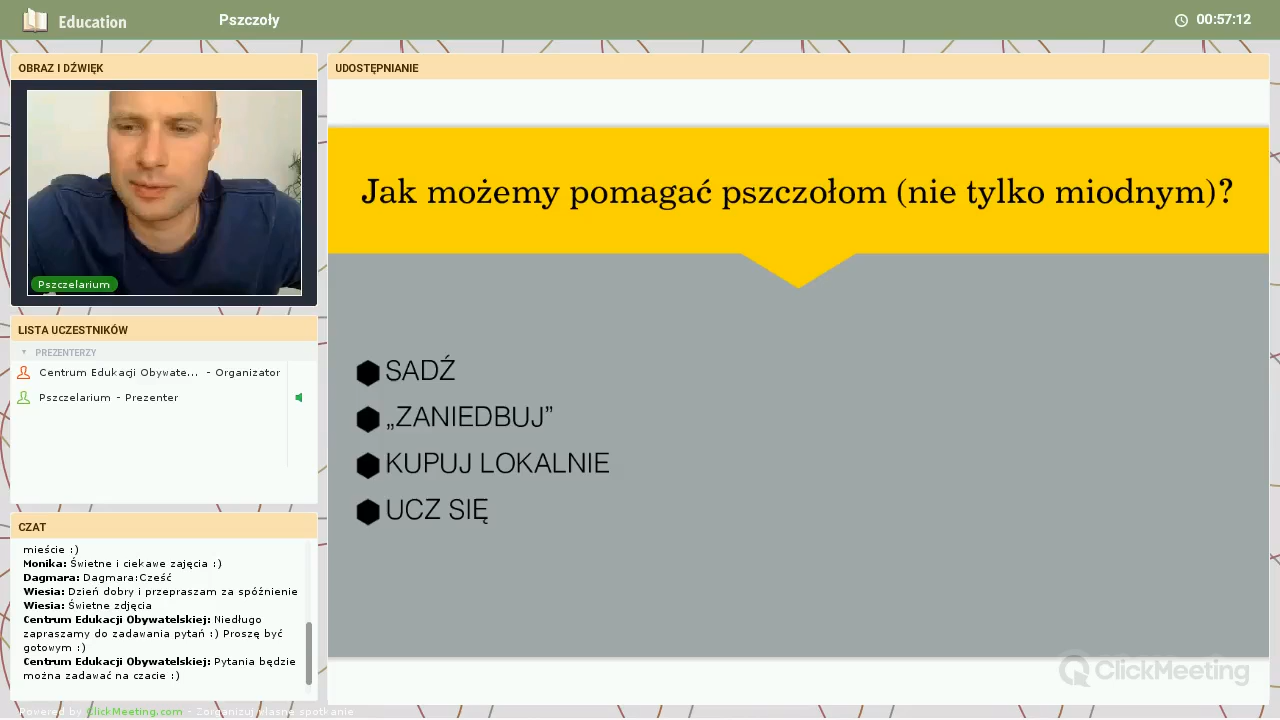 Education
Pszczoły
00:57:12
OBRAZ I DŹWIĘK
Pszczelarium
LISTA UCZESTNIKÓW
PREZENTERZY
Centrum Edukacji Obywate... - Organizator
Pszczelarium - Prezenter
CZAT
mieście :)
Monika: Świetne i ciekawe zajęcia :)
Dagmara: Dagmara:Cześć
Wiesia: Dzień dobry i przepraszam za spóźnienie
Wiesia: Świetne zdjęcia
Centrum Edukacji Obywatelskiej: Niedługo
zapraszamy do zadawania pytań :) Proszę być
gotowym :)
Centrum Edukacji Obywatelskiej: Pytania będzie
można zadawać na czacie :)
Powered by ClickMeeting.com - Zorganizuj własne spotkanie
UDOSTĘPNIANIE
Jak możemy pomagać pszczołom (nie tylko miodnym)?
SADŹ
„ZANIEDBUJ”
KUPUJ LOKALNIE
UCZ SIĘ
ClickMeeting